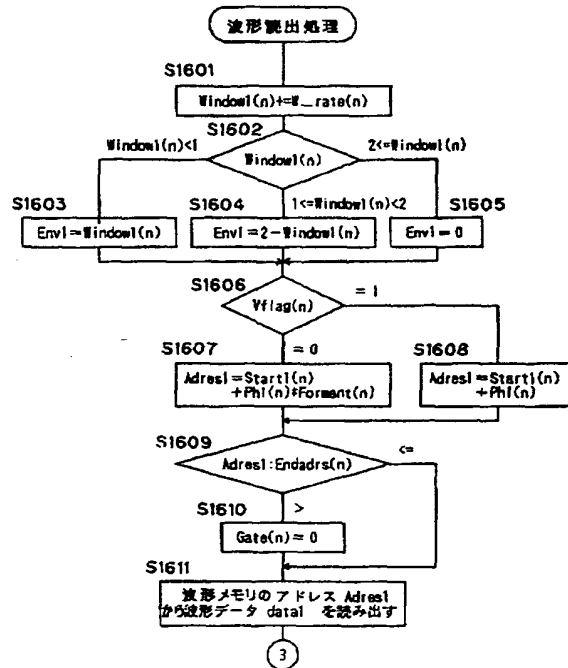 波形読出処理
S1601
Window1(n)+=W_rate(n)
S1602
Window1(n)<1
Window1(n)
2<=Window1(n)
S1603
Env1=Window1(n)
S1604
1<=Window1(n)<2
Env1=2-Window1(n)
S1605
Env1=0
S1606
Vflag(n)
=1
=0
S1607
Adres1=Start1(n)
+Ph1(n)*Formant(n)
S1608
Adres1=Start1(n)
+Ph1(n)
S1609
Adres1:Endadrs(n)
<=
>
S1610
Gate(n)=0
S1611
波形メモリのアドレス Adres1
から波形データ data1 を読み出す
3